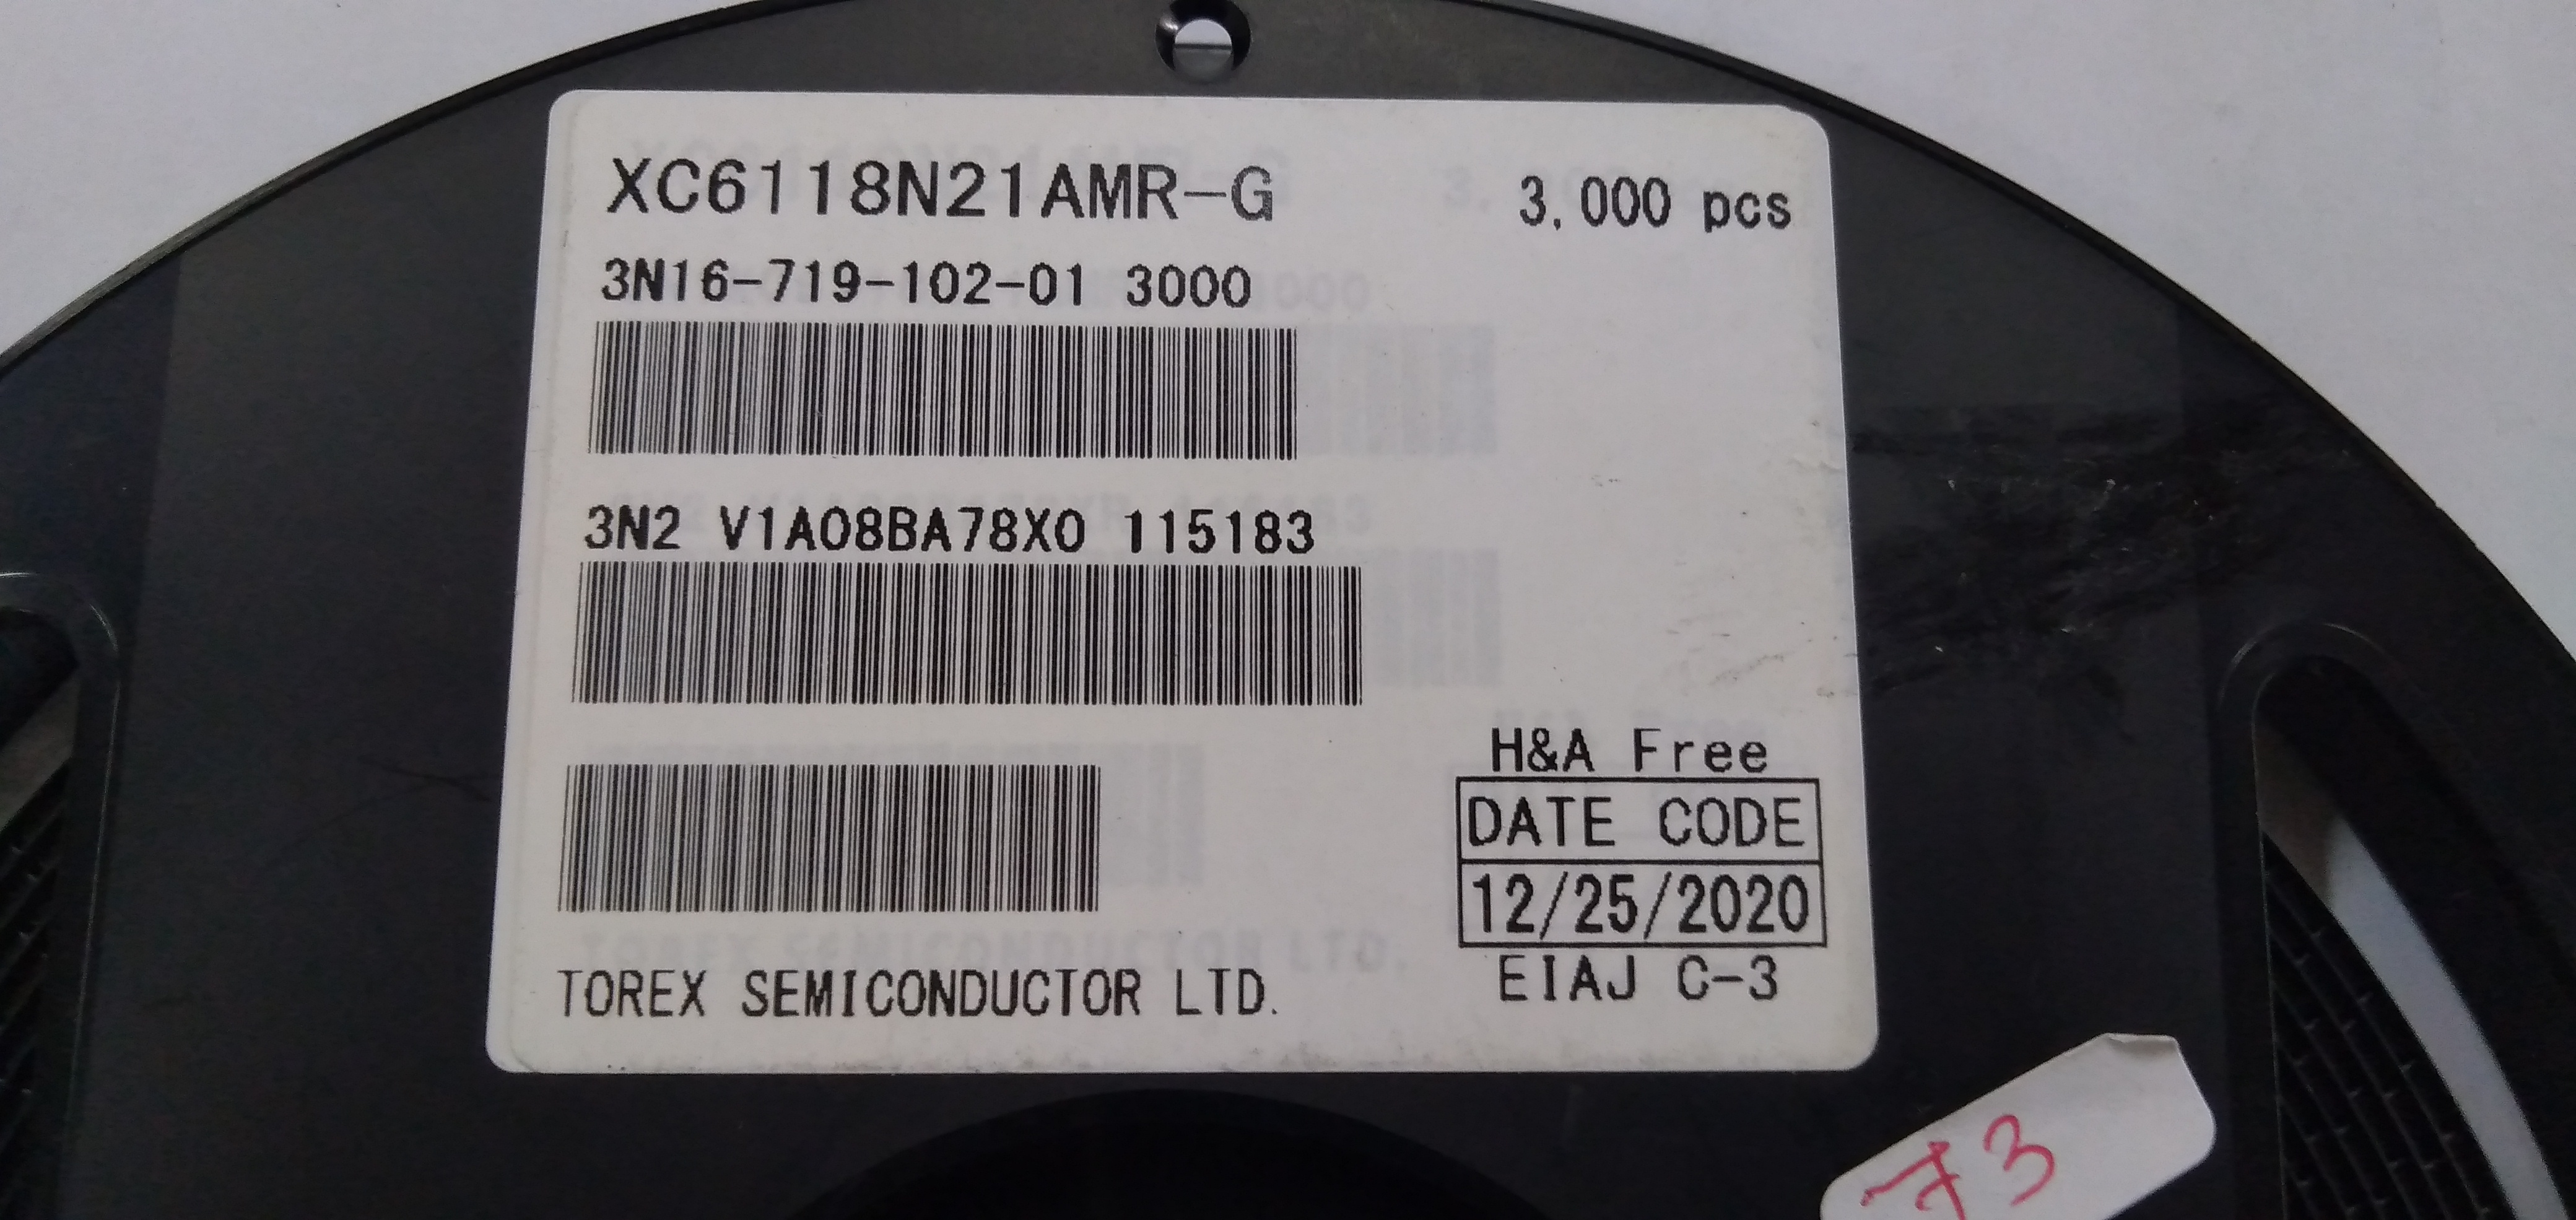 XC6118N21AMR-G 3,000 pcs
3N16-719-102-01 3000
3N2 V1A08BA78X0 115183
H&A Free
DATE CODE
12/25/2020
EIAJ C-3
TOREX SEMICONDUCTOR LTD.
73